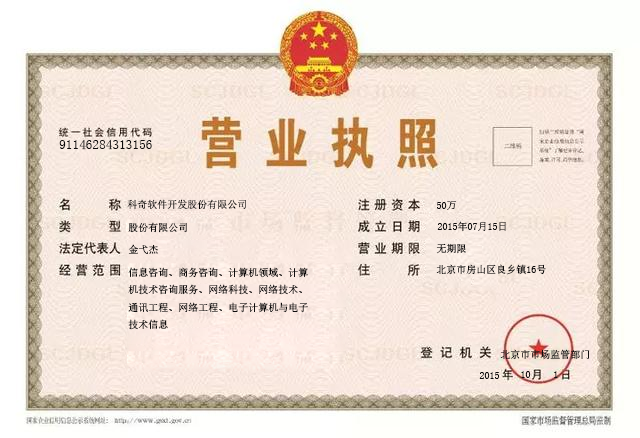 统一社会信用代码
91146284313156
营业执照
二维码
名 称 科奇软件开发股份有限公司
类 型 股份有限公司
法定代表人 金弋杰
经营范围 信息咨询、商务咨询、计算机领域、计算
机技术咨询服务、网络科技、网络技术、
通讯工程、网络工程、电子计算机与电子
技术信息
注册资本 50万
成立日期 2015年07月15日
营业期限 无期限
住 所 北京市房山区良乡镇16号
登记机关 北京市市场监管部门
2015 年 10 月 1 日
国家企业信用信息公示系统网址:
国家市场监督管理总局监制